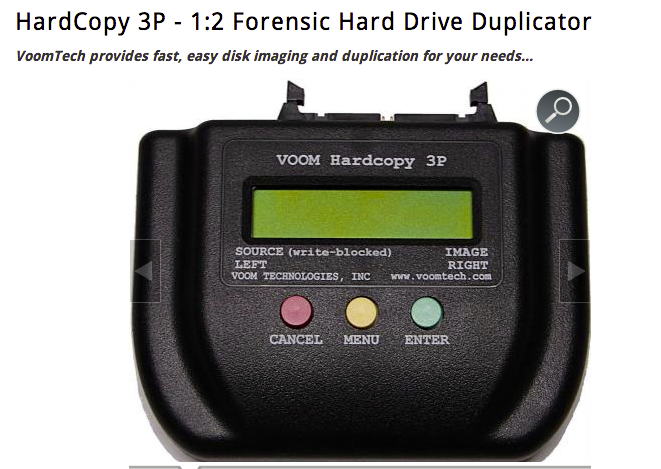 HardCopy 3P - 1:2 Forensic Hard Drive Duplicator
VoomTech provides fast, easy disk imaging and duplication for your needs...
VOOM Hardcopy 3P
SOURCE (write-blocked) IMAGE
LEFT RIGHT
VOOM TECHNOLOGIES, INC www.voomtech.com
CANCEL MENU ENTER